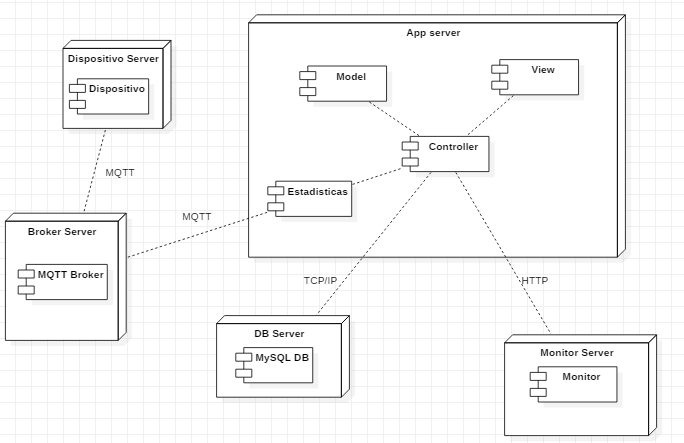 App server
Dispositivo Server
Dispositivo
Model
View
Controller
MQTT
Estadisticas
MQTT
Broker Server
MQTT Broker
TCP/IP
HTTP
DB Server
MySQL DB
Monitor Server
Monitor